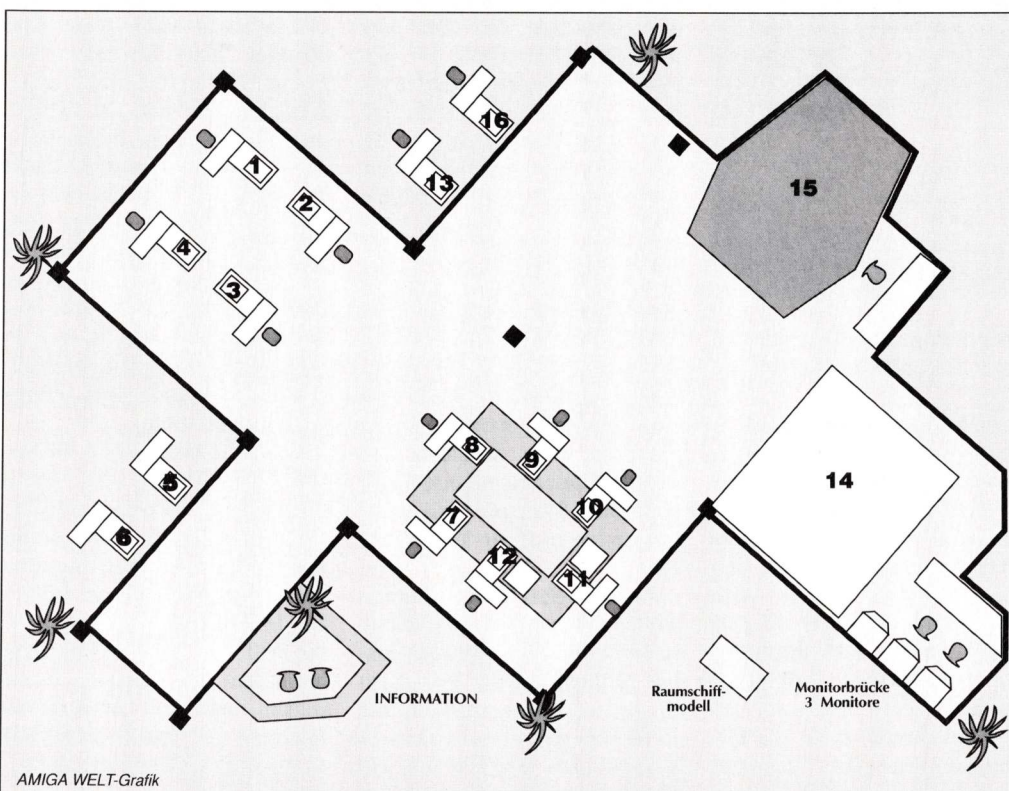 16
13
1
2
4
3
15
8
9
10
7
12
11
14
5
6
INFORMATION
Raumschiff-
modell
Monitorbrücke
3 Monitore
AMIGA WELT-Grafik